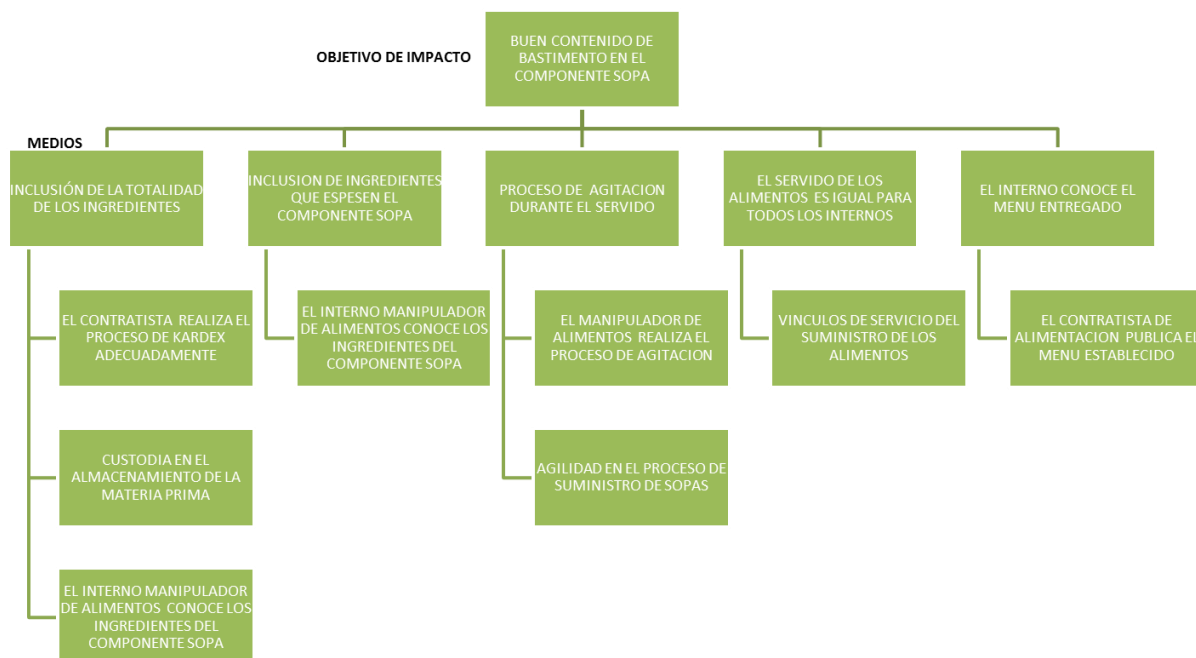 OBJETIVO DE IMPACTO
BUEN CONTENIDO DE
BASTIMENTO EN EL
COMPONENTE SOPA
MEDIOS
INCLUSIÓN DE LA TOTALIDAD
DE LOS INGREDIENTES
INCLUSION DE INGREDIENTES
QUE ESPESEN EL
COMPONENTE SOPA
PROCESO DE AGITACION
DURANTE EL SERVIDO
EL SERVIDO DE LOS
ALIMENTOS ES IGUAL PARA
TODOS LOS INTERNOS
EL INTERNO CONOCE EL
MENU ENTREGADO
EL CONTRATISTA REALIZA EL
PROCESO DE KARDEX
ADECUADAMENTE
EL INTERNO MANIPULADOR
DE ALIMENTOS CONOCE LOS
INGREDIENTES DEL
COMPONENTE SOPA
EL MANIPULADOR DE
ALIMENTOS REALIZA EL
PROCESO DE AGITACION
VINCULOS DE SERVICIO DEL
SUMINISTRO DE LOS
ALIMENTOS
EL CONTRATISTA DE
ALIMENTACION PUBLICA EL
MENU ESTABLECIDO
CUSTODIA EN EL
ALMACENAMIENTO DE LA
MATERIA PRIMA
AGILIDAD EN EL PROCESO DE
SUMINISTRO DE SOPAS
EL INTERNO MANIPULADOR
DE ALIMENTOS CONOCE LOS
INGREDIENTES DEL
COMPONENTE SOPA